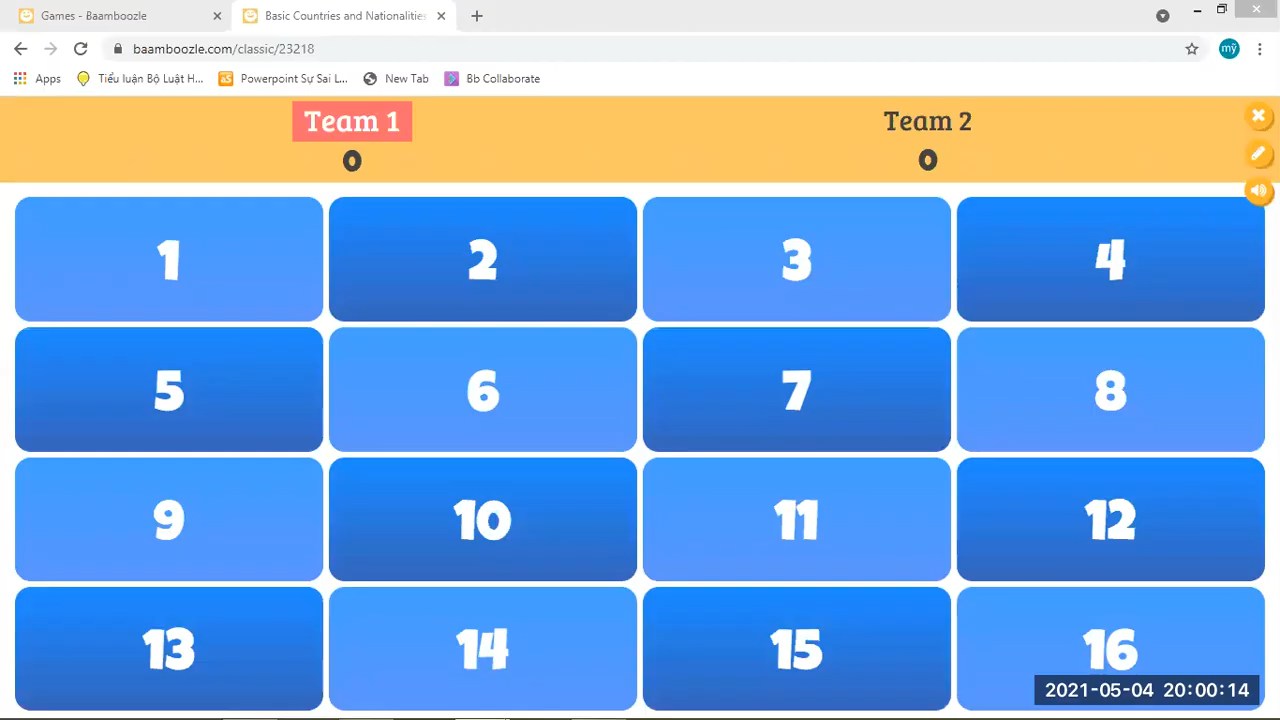 Games - Baamboozle
Basic Countries and Nationalities
baamboozle.com/classic/23218
mỹ
Apps
Tiểu luận Bộ Luật H...
Powerpoint Sự Sai L...
New Tab
Bb Collaborate
Team 1
Team 2
0
0
1
2
3
4
5
6
7
8
9
10
11
12
13
14
15
16
2021-05-04 20:00:14